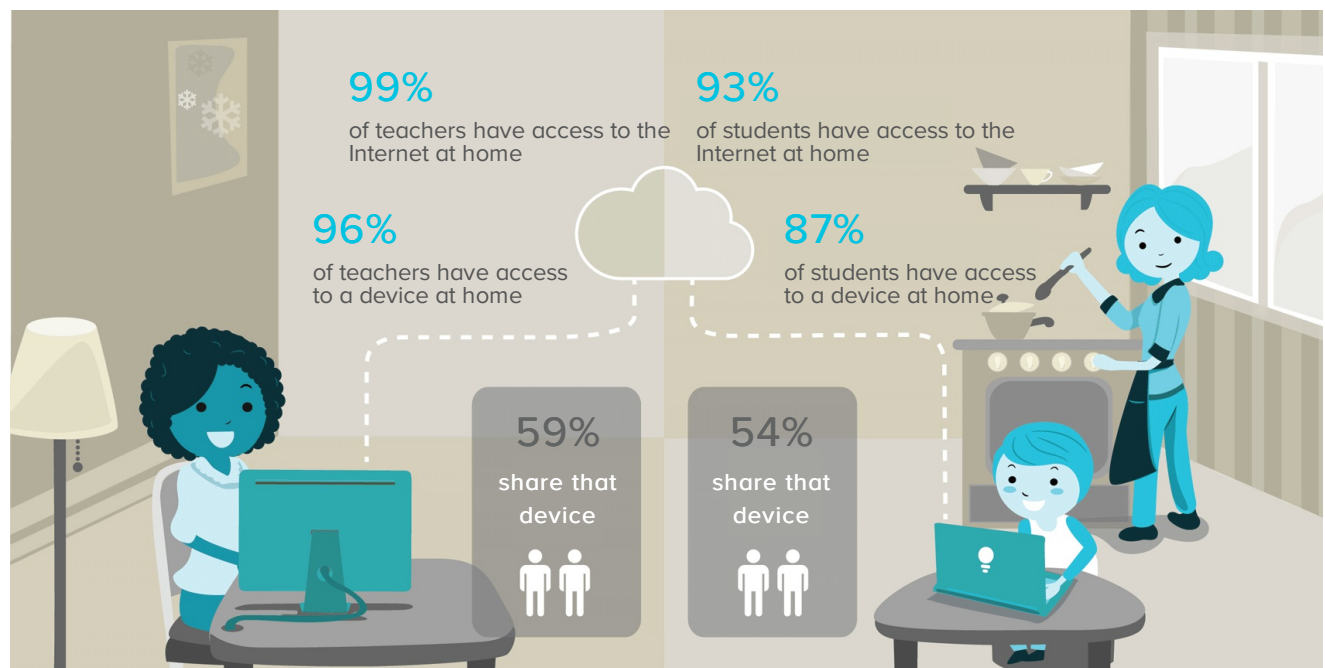 99%
of teachers have access to the
Internet at home
93%
of students have access to the
Internet at home
96%
of teachers have access
to a device at home
87%
of students have access
to a device at home
59%
share that
device
54%
share that
device